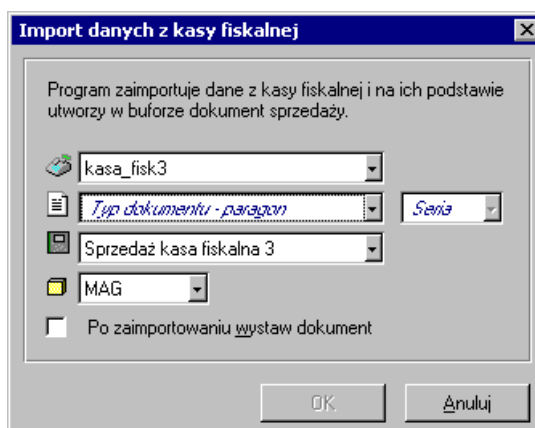 Import danych z kasy fiskalnej
Program zaimportuje dane z kasy fiskalnej i na ich podstawie
utworzy w buforze dokument sprzedaży.
kasa_fisk3
Typ dokumentu - paragon Seria
Sprzedaż kasa fiskalna 3
MAG
Po zaimportowaniu wystaw dokument
OK Anuluj